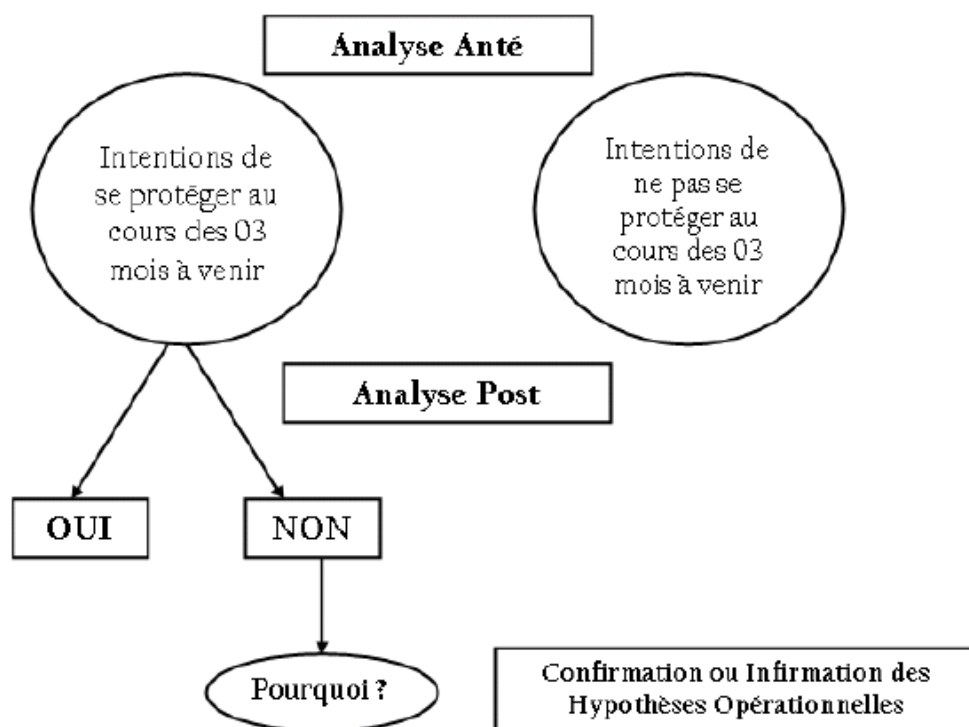 Analyse Anté
Intentions de
se protéger au
cours des 03
mois à venir
Intentions de
ne pas se
protéger au
cours des 03
mois à venir
Analyse Post
OUI
NON
Pourquoi ?
Confirmation ou Infirmation des
Hypothèses Opérationnelles